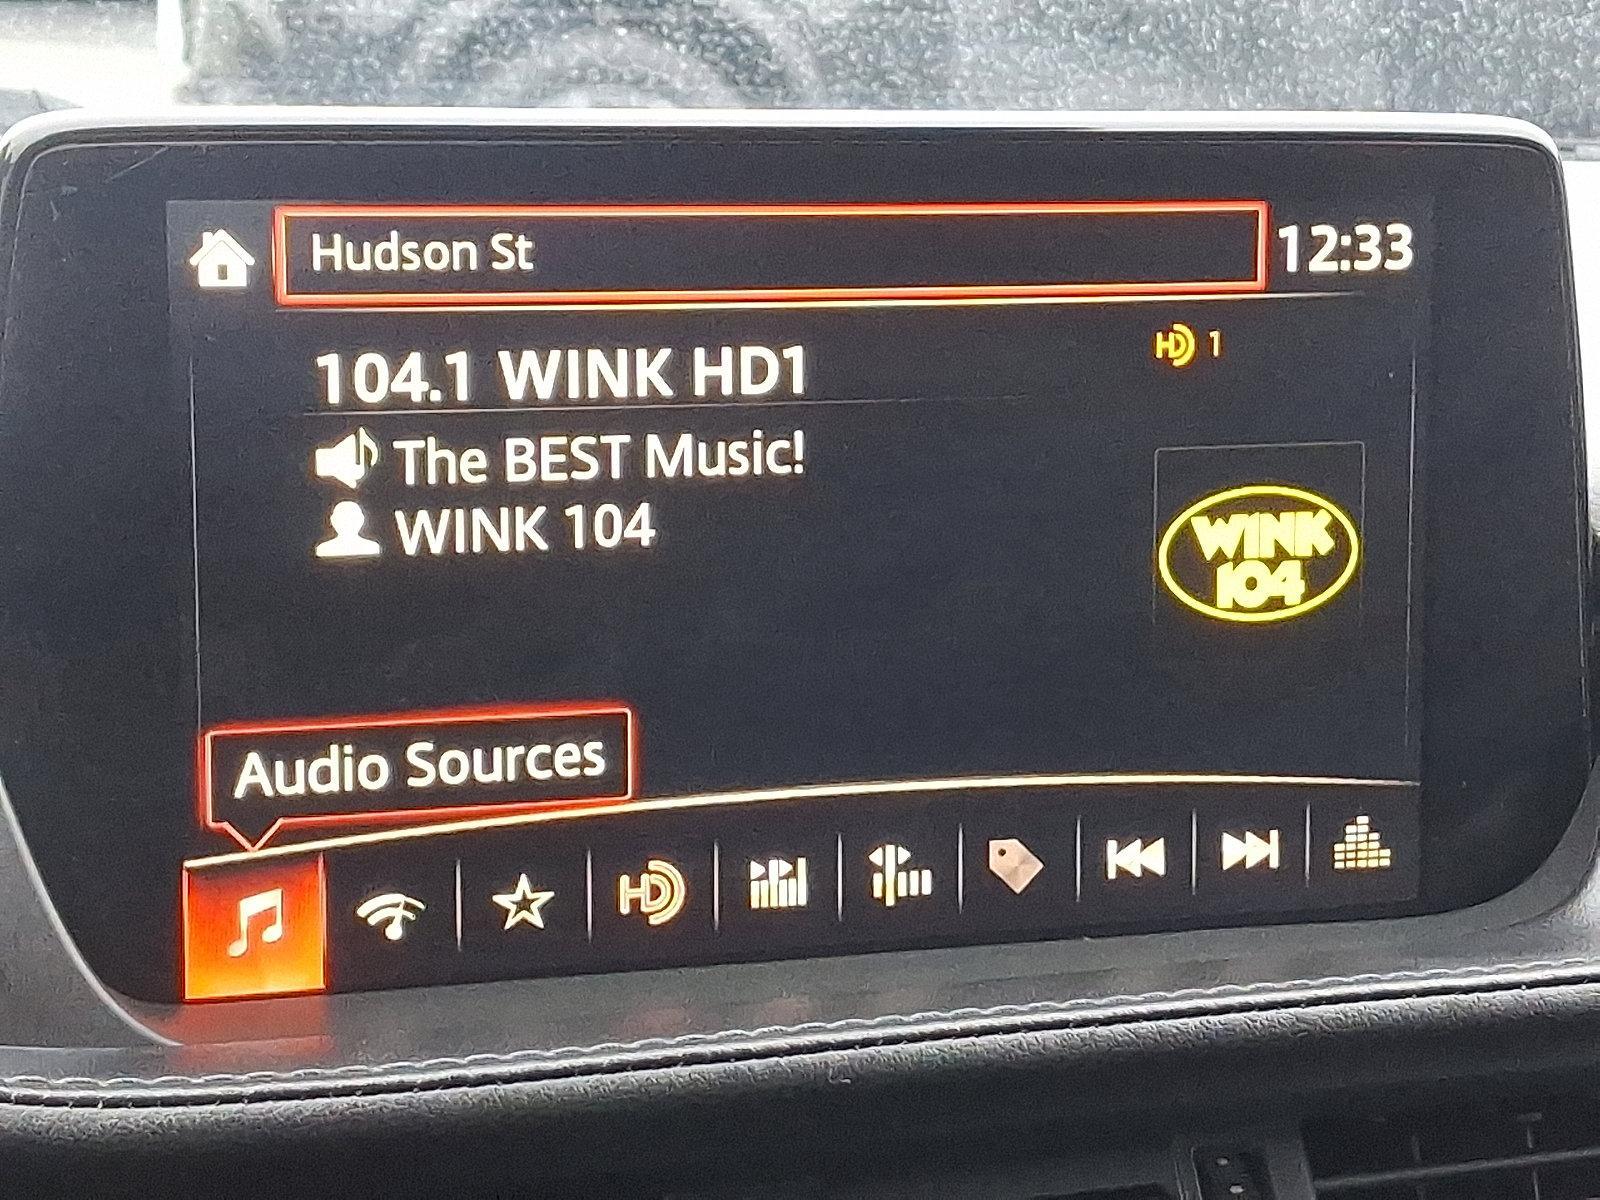 Hudson St
12:33
104.1 WINK HD1
HD 1
The BEST Music!
WINK 104
WINK
104
Audio Sources
HD